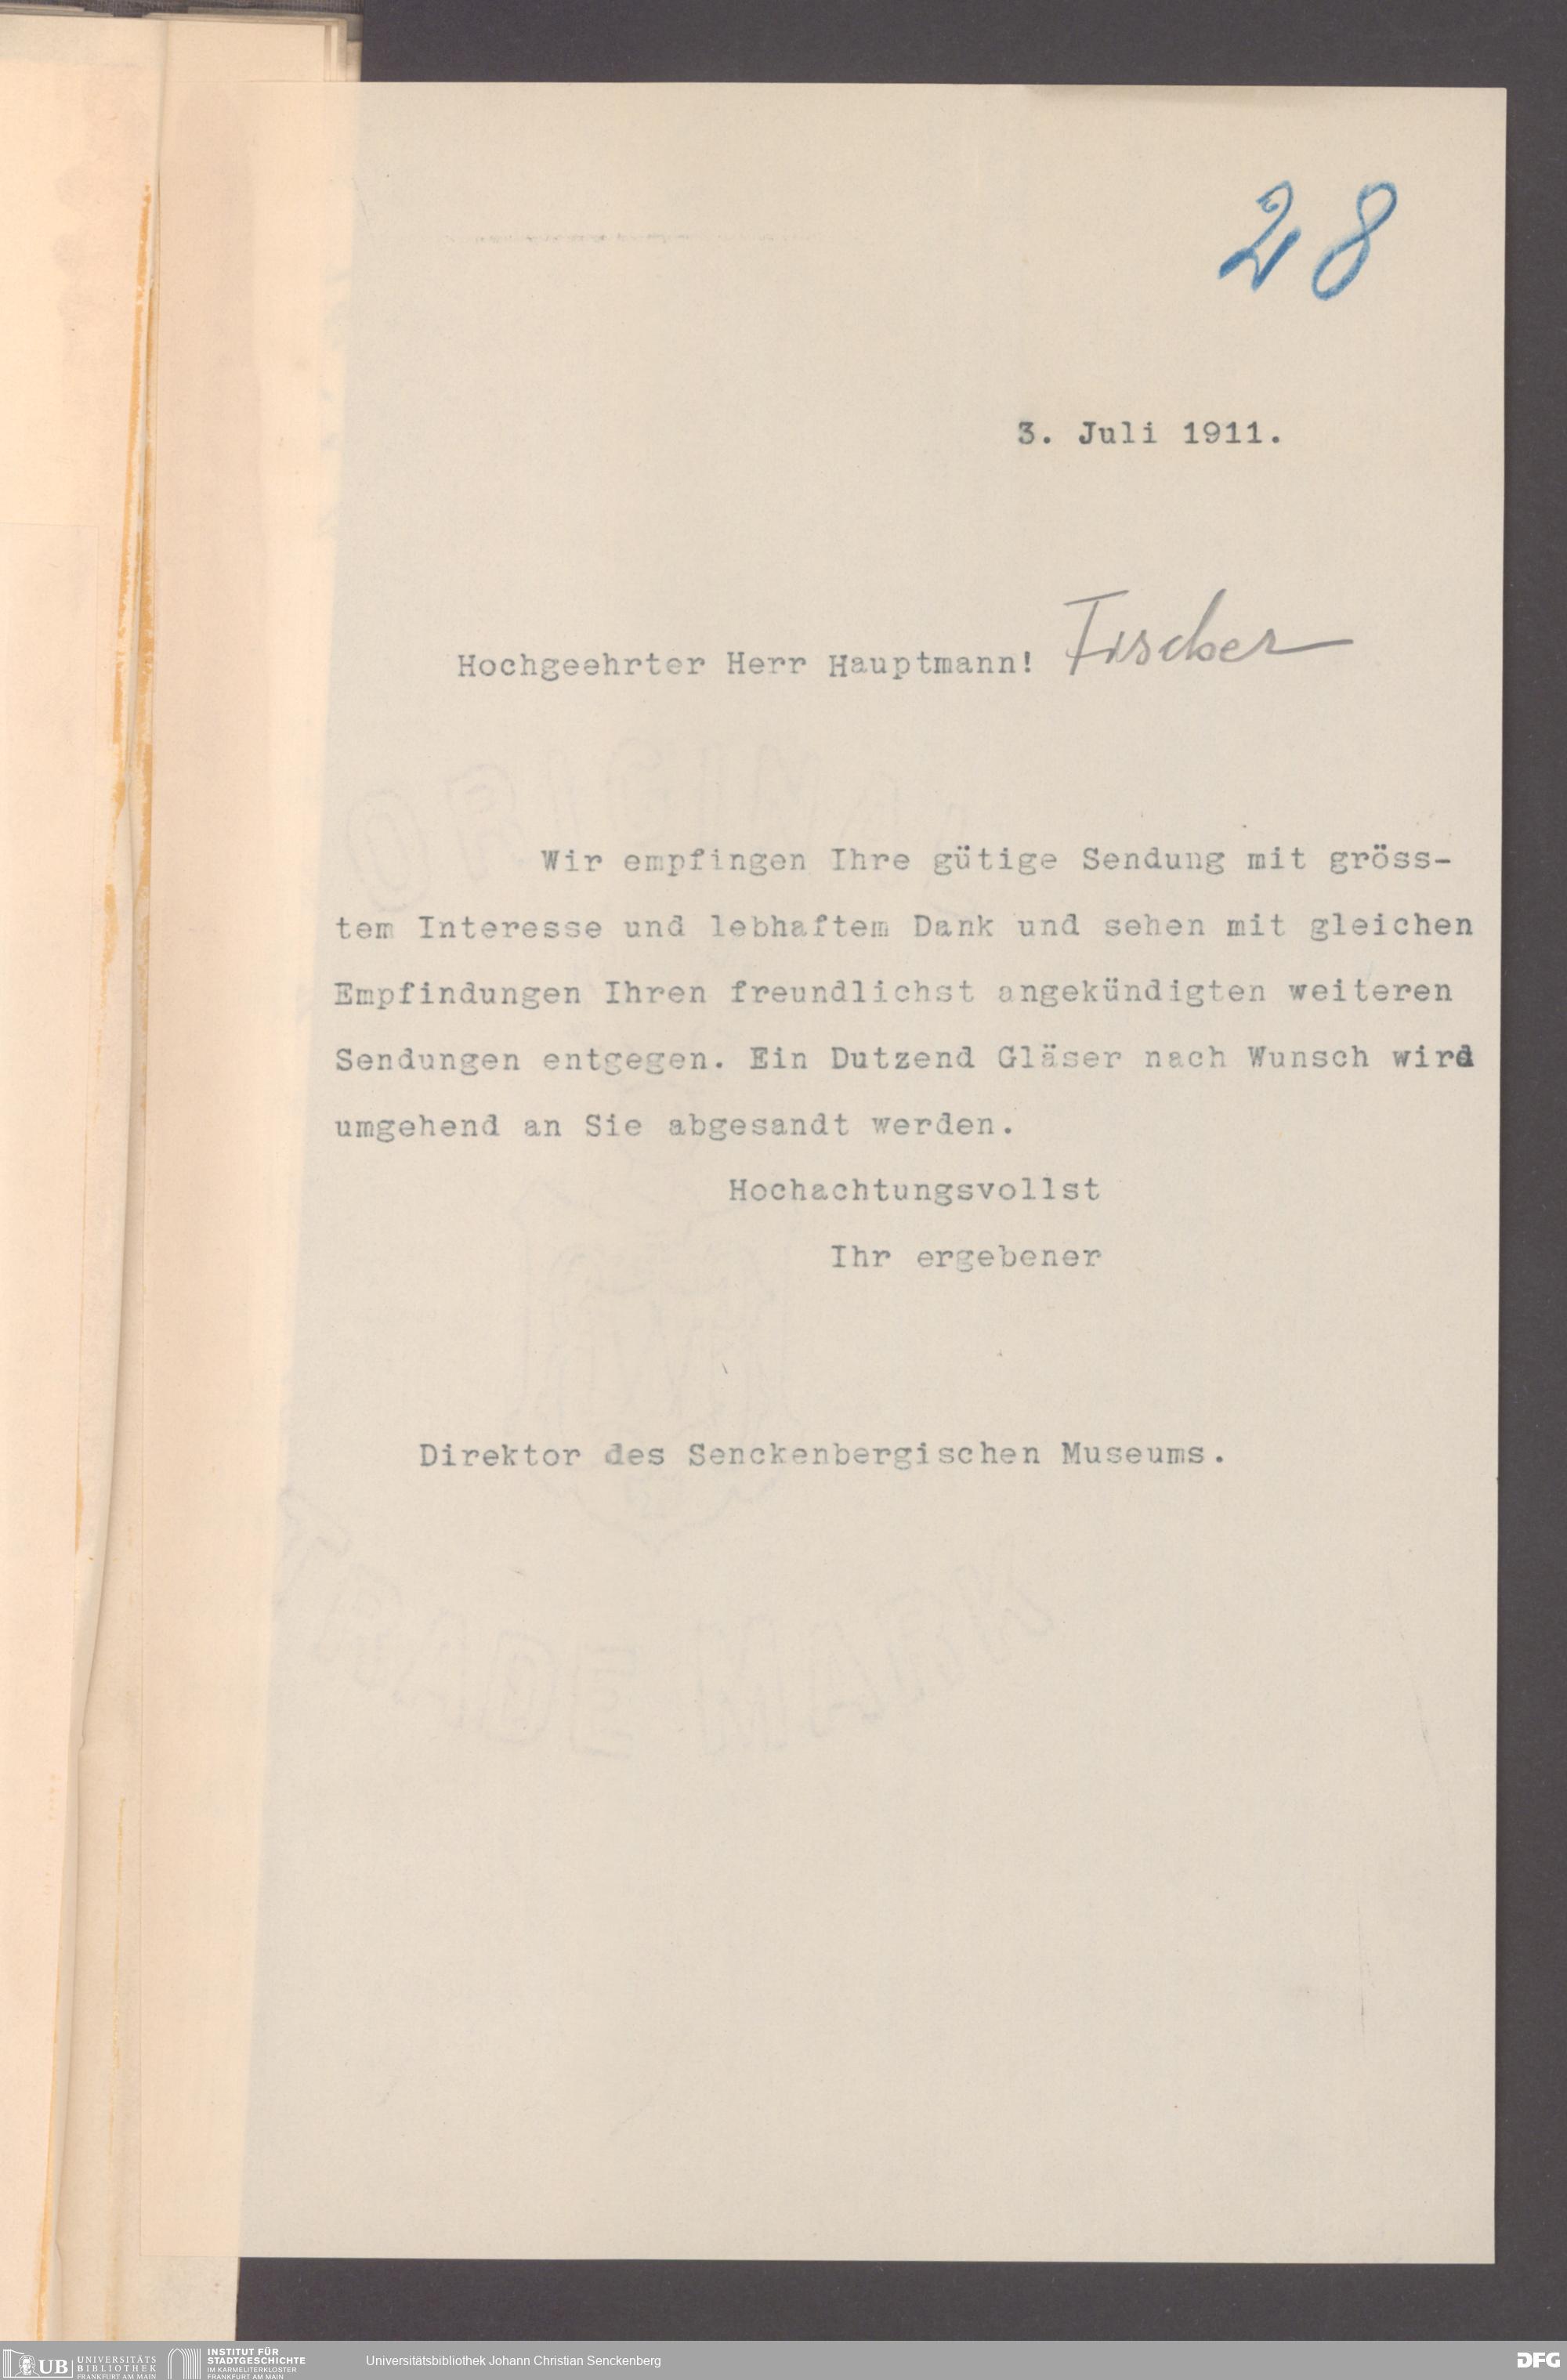 28
3. Juli 1911.
Hochgeehrter Herr Hauptmann! Fischer
Wir empfingen Ihre gütige Sendung mit gröss-
tem Interesse und lebhaftem Dank und sehen mit gleichen
Empfindungen Ihren freundlichst angekündigten weiteren
Sendungen entgegen. Ein Dutzend Gläser nach Wunsch wird
umgehend an Sie abgesandt werden.
Hochachtungsvollst
Ihr ergebener
Direktor des Senckenbergischen Museums.
UB UNIVERSITÄTS
BIBLIOTHEK
FRANKFURT AM MAIN
INSTITUT FÜR
STADTGESCHICHTE
IM KARMELITERKLOSTER
FRANKFURT AM MAIN
Universitätsbibliothek Johann Christian Senckenberg
DFG